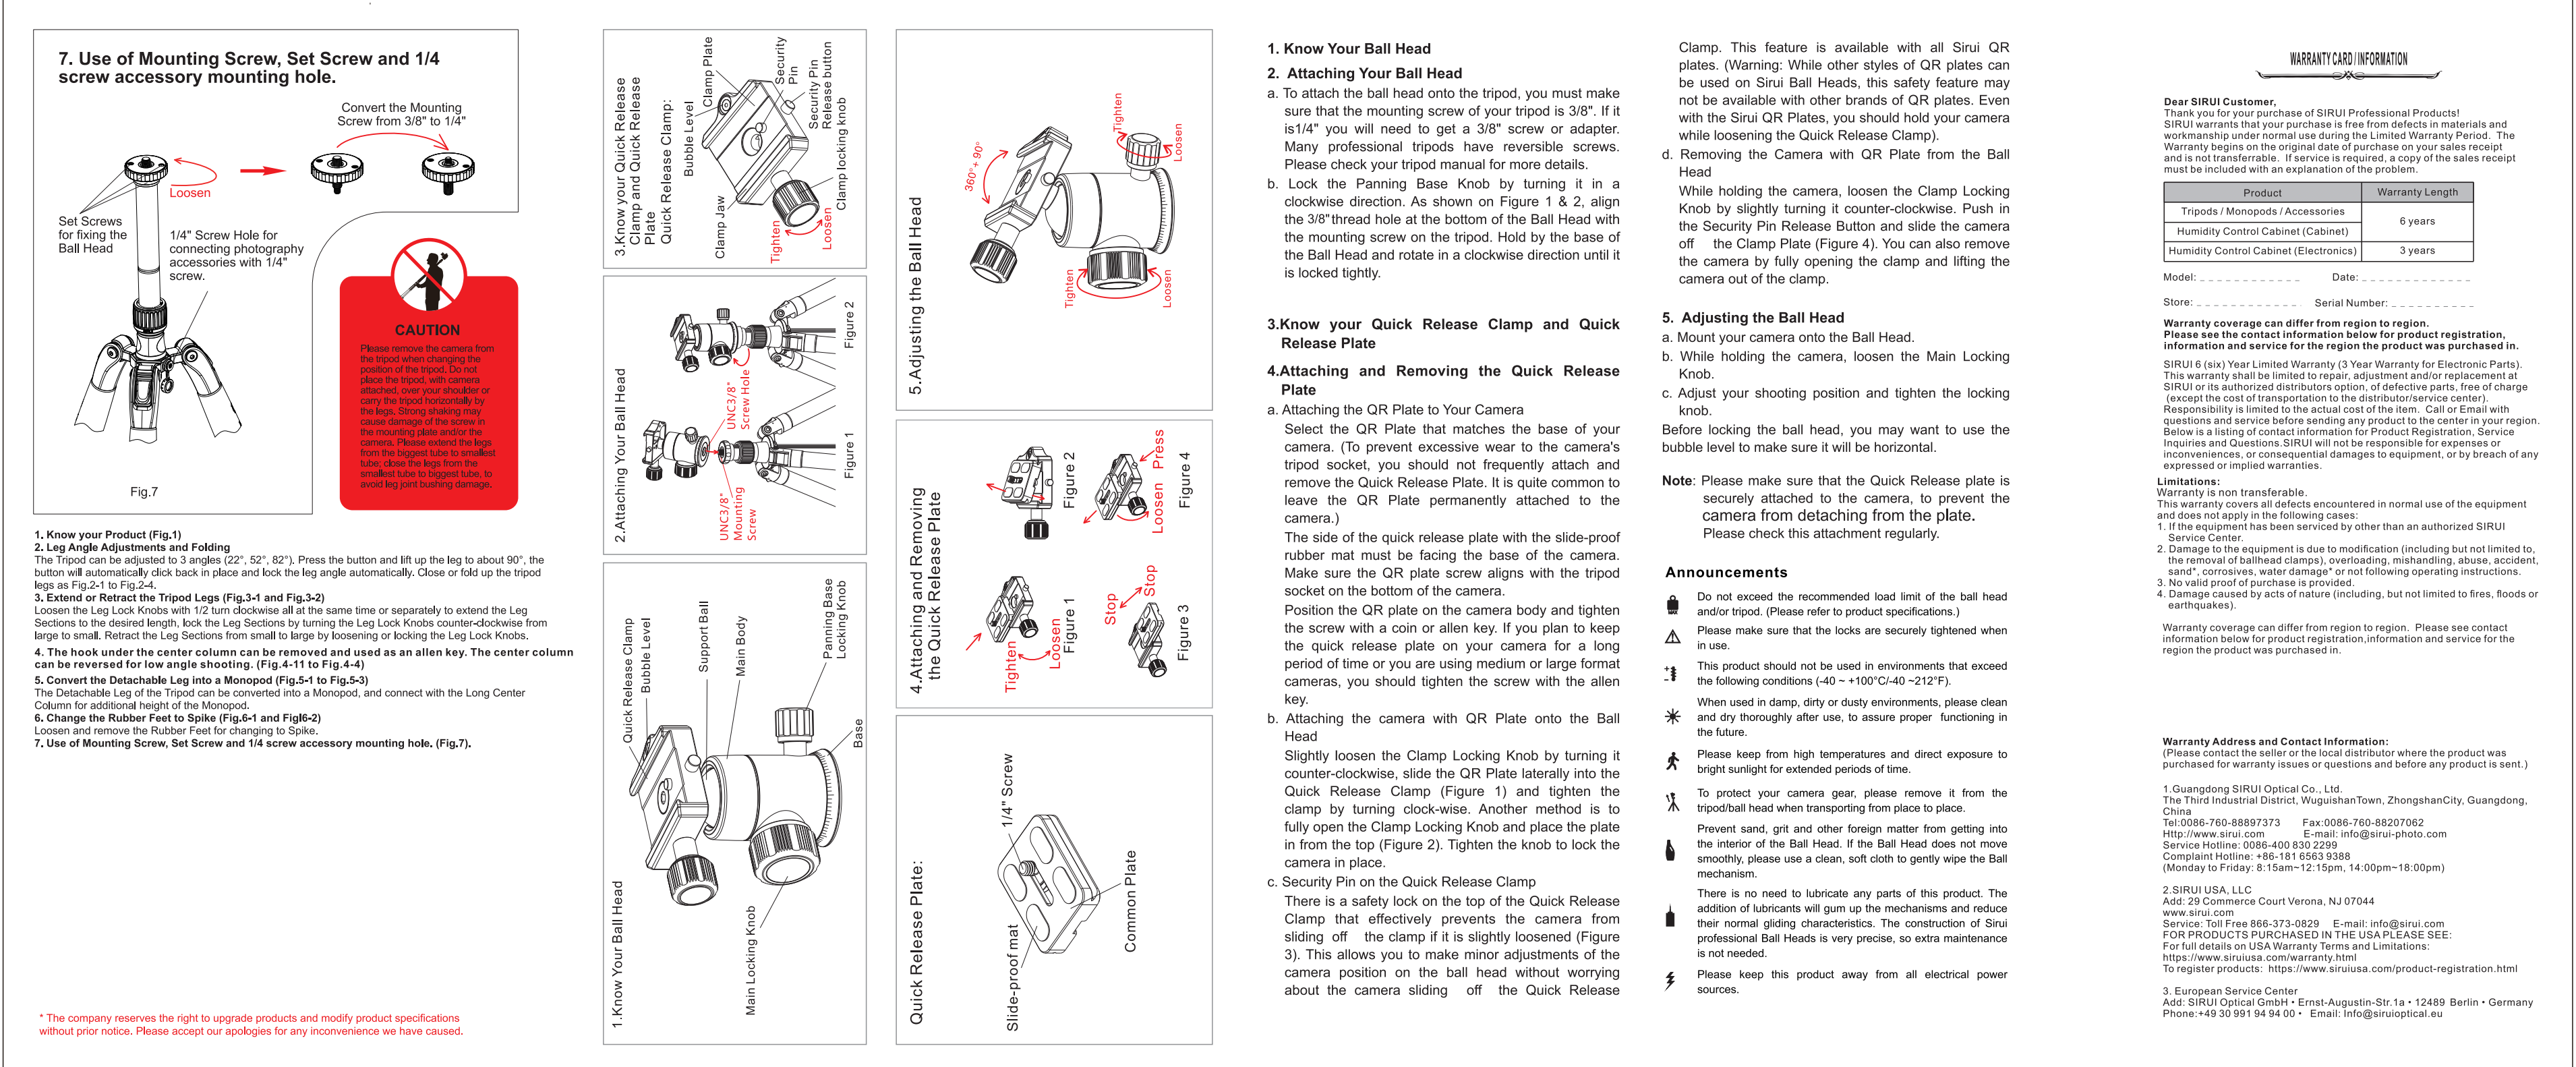 7. Use of Mounting Screw, Set Screw and 1/4
screw accessory mounting hole.
Convert the Mounting
Screw from 3/8" to 1/4"
Loosen
Set Screws
for fixing the
Ball Head
1/4" Screw Hole for
connecting photography
accessories with 1/4"
screw.
CAUTION
Please remove the camera from
the tripod when changing the
position of the tripod. Do not
place the tripod, with camera
attached, over your shoulder or
carry the tripod horizontally by
the legs, Strong shaking may
cause damage of the screw in
the mounting plate and/or the
camera. Please extend the legs
from the biggest tube to smallest
tube; close the legs from the
smallest tube to biggest tube, to
avoid leg joint bushing damage.
Fig.7
1. Know your Product (Fig.1)
2. Leg Angle Adjustments and Folding
The Tripod can be adjusted to 3 angles (22°, 52°, 82°). Press the button and lift up the leg to about 90°, the
button will automatically click back in place and lock the leg angle automatically. Close or fold up the tripod
legs as Fig.2-1 to Fig.2-4.
3. Extend or Retract the Tripod Legs (Fig.3-1 and Fig.3-2)
Loosen the Leg Lock Knobs with 1/2 turn clockwise all at the same time or separately to extend the Leg
Sections to the desired length, lock the Leg Sections by turning the Leg Lock Knobs counter-clockwise from
large to small. Retract the Leg Sections from small to large by loosening or locking the Leg Lock Knobs.
4. The hook under the center column can be removed and used as an allen key. The center column
can be reversed for low angle shooting. (Fig.4-11 to Fig.4-4)
5. Convert the Detachable Leg into a Monopod (Fig.5-1 to Fig.5-3)
The Detachable Leg of the Tripod can be converted into a Monopod, and connect with the Long Center
Column for additional height of the Monopod.
6. Change the Rubber Feet to Spike (Fig.6-1 and Figl6-2)
Loosen and remove the Rubber Feet for changing to Spike.
7. Use of Mounting Screw, Set Screw and 1/4 screw accessory mounting hole. (Fig.7).
* The company reserves the right to upgrade products and modify product specifications
without prior notice. Please accept our apologies for any inconvenience we have caused.
3.Know your Quick Release
Clamp and Quick Release
Plate
Quick Release Clamp:
Bubble Level
Clamp Plate
Security
Pin
Security Pin
Release button
Clamp locking knob
Clamp Jaw
Tighten
Loosen
2.Attaching Your Ball Head
UNC3/8"
Mounting
Screw
UNC3/8"
Screw Hole
Figure 1
Figure 2
1.Know Your Ball Head
Quick Release Clamp
Bubble Level
Support Ball
Main Body
Panning Base
Locking Knob
Base
Main Locking Knob
5.Adjusting the Ball Head
360°+ 90°
Tighten
Loosen
Tighten
Loosen
4.Attaching and Removing
the Quick Release Plate
Tighten
Loosen
Figure 1
Figure 2
Stop
Stop
Figure 3
Loosen
Press
Figure 4
Quick Release Plate:
1/4" Screw
Slide-proof mat
Common Plate
1. Know Your Ball Head
2. Attaching Your Ball Head
a. To attach the ball head onto the tripod, you must make
sure that the mounting screw of your tripod is 3/8". If it
is1/4" you will need to get a 3/8" screw or adapter.
Many professional tripods have reversible screws.
Please check your tripod manual for more details.
b. Lock the Panning Base Knob by turning it in a
clockwise direction. As shown on Figure 1 & 2, align
the 3/8"thread hole at the bottom of the Ball Head with
the mounting screw on the tripod. Hold by the base of
the Ball Head and rotate in a clockwise direction until it
is locked tightly.
3.Know your Quick Release Clamp and Quick
Release Plate
4.Attaching and Removing the Quick Release
Plate
a. Attaching the QR Plate to Your Camera
Select the QR Plate that matches the base of your
camera. (To prevent excessive wear to the camera's
tripod socket, you should not frequently attach and
remove the Quick Release Plate. It is quite common to
leave the QR Plate permanently attached to the
camera.)
The side of the quick release plate with the slide-proof
rubber mat must be facing the base of the camera.
Make sure the QR plate screw aligns with the tripod
socket on the bottom of the camera.
Position the QR plate on the camera body and tighten
the screw with a coin or allen key. If you plan to keep
the quick release plate on your camera for a long
period of time or you are using medium or large format
cameras, you should tighten the screw with the allen
key.
b. Attaching the camera with QR Plate onto the Ball
Head
Slightly loosen the Clamp Locking Knob by turning it
counter-clockwise, slide the QR Plate laterally into the
Quick Release Clamp (Figure 1) and tighten the
clamp by turning clock-wise. Another method is to
fully open the Clamp Locking Knob and place the plate
in from the top (Figure 2). Tighten the knob to lock the
camera in place.
c. Security Pin on the Quick Release Clamp
There is a safety lock on the top of the Quick Release
Clamp that effectively prevents the camera from
sliding off the clamp if it is slightly loosened (Figure
3). This allows you to make minor adjustments of the
camera position on the ball head without worrying
about the camera sliding off the Quick Release
Clamp. This feature is available with all Sirui QR
plates. (Warning: While other styles of QR plates can
be used on Sirui Ball Heads, this safety feature may
not be available with other brands of QR plates. Even
with the Sirui QR Plates, you should hold your camera
while loosening the Quick Release Clamp).
d. Removing the Camera with QR Plate from the Ball
Head
While holding the camera, loosen the Clamp Locking
Knob by slightly turning it counter-clockwise. Push in
the Security Pin Release Button and slide the camera
off the Clamp Plate (Figure 4). You can also remove
the camera by fully opening the clamp and lifting the
camera out of the clamp.
5. Adjusting the Ball Head
a. Mount your camera onto the Ball Head.
b. While holding the camera, loosen the Main Locking
Knob.
c. Adjust your shooting position and tighten the locking
knob.
Before locking the ball head, you may want to use the
bubble level to make sure it will be horizontal.
Note: Please make sure that the Quick Release plate is
securely attached to the camera, to prevent the
camera from detaching from the plate.
Please check this attachment regularly.
Announcements
MAX
Do not exceed the recommended load limit of the ball head
and/or tripod. (Please refer to product specifications.)
Please make sure that the locks are securely tightened when
in use.
This product should not be used in environments that exceed
the following conditions (-40 ~ +100°C/-40 ~212°F).
When used in damp, dirty or dusty environments, please clean
and dry thoroughly after use, to assure proper functioning in
the future.
Please keep from high temperatures and direct exposure to
bright sunlight for extended periods of time.
To protect your camera gear, please remove it from the
tripod/ball head when transporting from place to place.
Prevent sand, grit and other foreign matter from getting into
the interior of the Ball Head. If the Ball Head does not move
smoothly, please use a clean, soft cloth to gently wipe the Ball
mechanism.
There is no need to lubricate any parts of this product. The
addition of lubricants will gum up the mechanisms and reduce
their normal gliding characteristics. The construction of Sirui
professional Ball Heads is very precise, so extra maintenance
is not needed.
Please keep this product away from all electrical power
sources.
WARRANTY CARD / INFORMATION
Dear SIRUI Customer,
Thank you for your purchase of SIRUI Professional Products!
SIRUI warrants that your purchase is free from defects in materials and
workmanship under normal use during the Limited Warranty Period. The
Warranty begins on the original date of purchase on your sales receipt
and is not transferrable. If service is required, a copy of the sales receipt
must be included with an explanation of the problem.
Product Warranty Length
Tripods / Monopods / Accessories
6 years
Humidity Control Cabinet (Cabinet)
Humidity Control Cabinet (Electronics) 3 years
Model: Date:
Store: Serial Number:
Warranty coverage can differ from region to region.
Please see the contact information below for product registration,
information and service for the region the product was purchased in.
SIRUI 6 (six) Year Limited Warranty (3 Year Warranty for Electronic Parts).
This warranty shall be limited to repair, adjustment and/or replacement at
SIRUI or its authorized distributors option, of defective parts, free of charge
(except the cost of transportation to the distributor/service center).
Responsibility is limited to the actual cost of the item. Call or Email with
questions and service before sending any product to the center in your region.
Below is a listing of contact information for Product Registration, Service
Inquiries and Questions.SIRUI will not be responsible for expenses or
inconveniences, or consequential damages to equipment, or by breach of any
expressed or implied warranties.
Limitations:
Warranty is non transferable.
This warranty covers all defects encountered in normal use of the equipment
and does not apply in the following cases:
1. If the equipment has been serviced by other than an authorized SIRUI
Service Center.
2. Damage to the equipment is due to modification (including but not limited to,
the removal of ballhead clamps), overloading, mishandling, abuse, accident,
sand*, corrosives, water damage* or not following operating instructions.
3. No valid proof of purchase is provided.
4. Damage caused by acts of nature (including, but not limited to fires, floods or
earthquakes).
Warranty coverage can differ from region to region. Please see contact
information below for product registration,information and service for the
region the product was purchased in.
Warranty Address and Contact Information:
(Please contact the seller or the local distributor where the product was
purchased for warranty issues or questions and before any product is sent.)
1.Guangdong SIRUI Optical Co., Ltd.
The Third Industrial District, WuguishanTown, ZhongshanCity, Guangdong,
China
Tel:0086-760-88897373 Fax:0086-760-88207062
Http://www.sirui.com E-mail: info@sirui-photo.com
Service Hotline: 0086-400 830 2299
Complaint Hotline: +86-181 6563 9388
(Monday to Friday: 8:15am~12:15pm, 14:00pm~18:00pm)
2.SIRUI USA, LLC
Add: 29 Commerce Court Verona, NJ 07044
www.sirui.com
Service: Toll Free 866-373-0829 E-mail: info@sirui.com
FOR PRODUCTS PURCHASED IN THE USA PLEASE SEE:
For full details on USA Warranty Terms and Limitations:
https://www.siruiusa.com/warranty.html
To register products: https://www.siruiusa.com/product-registration.html
3. European Service Center
Add: SIRUI Optical GmbH • Ernst-Augustin-Str.1a • 12489 Berlin • Germany
Phone:+49 30 991 94 94 00 • Email: Info@siruioptical.eu